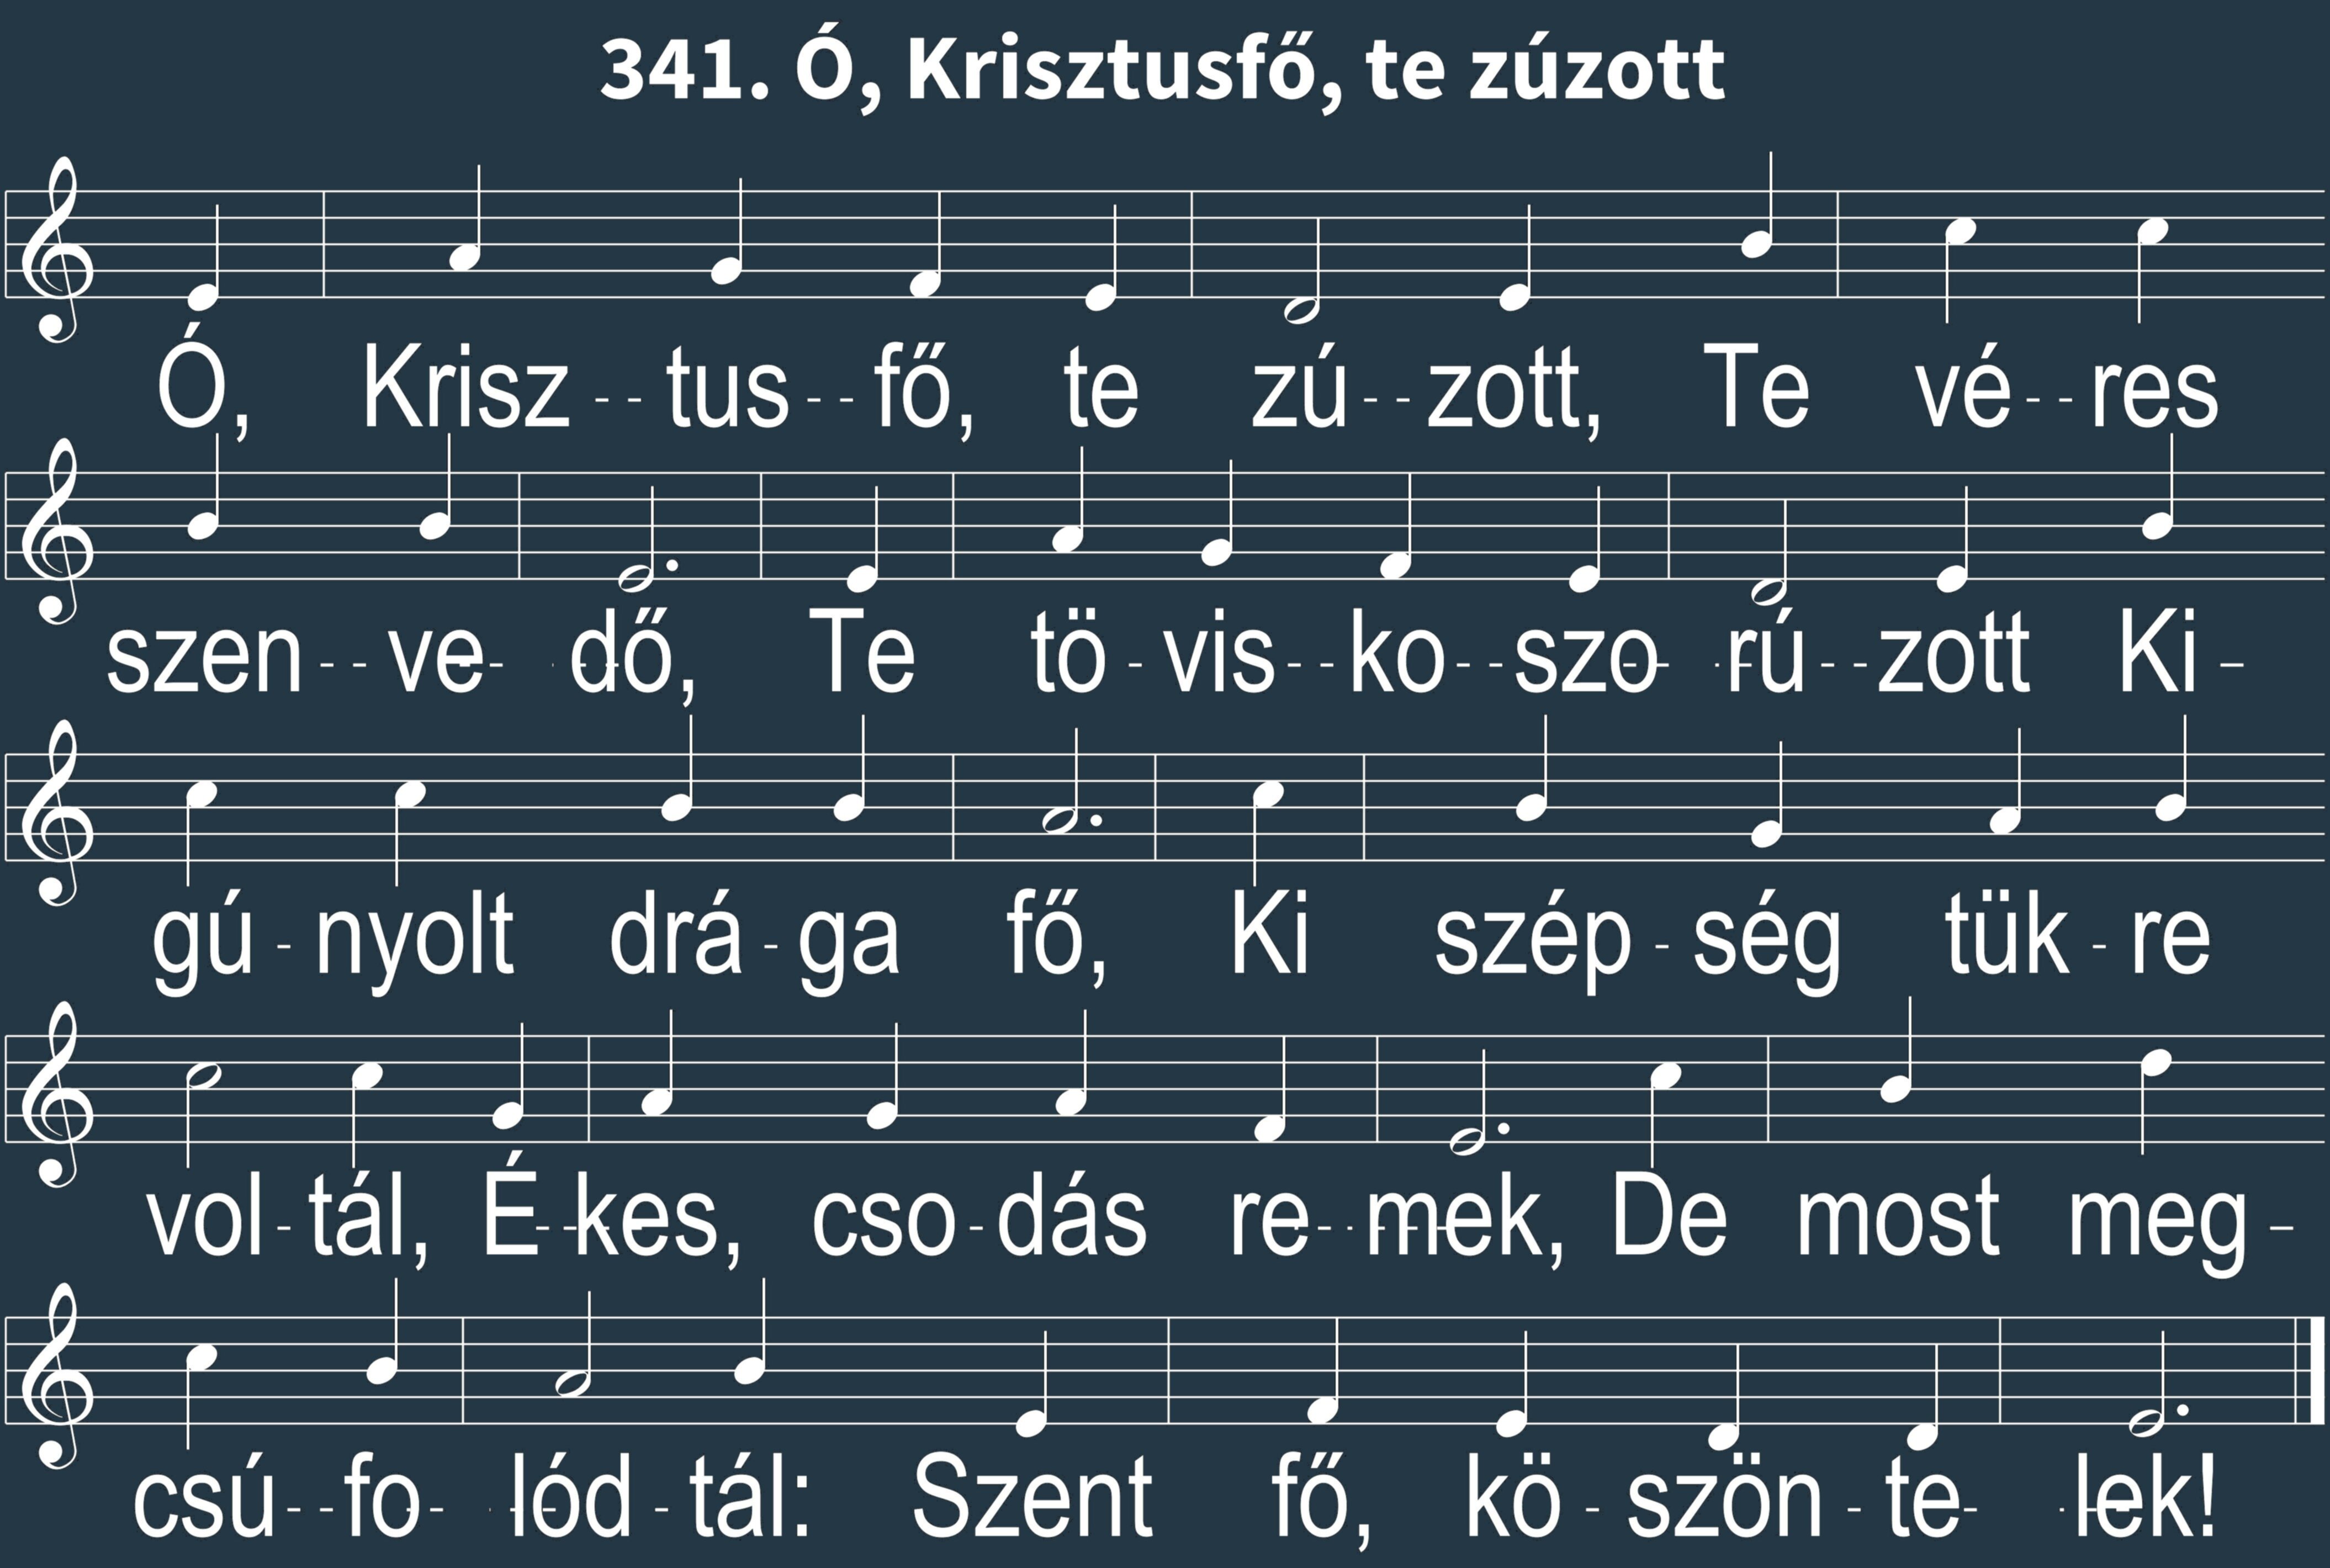 341. Ó, Krisztusfő, te zúzott
Ó, Krisz - - tus - - fő, te zú - - zott, Te vé - - res
szen - - ve - - dő, Te tö - vis - - ko - - szo - - rú - - zott Ki -
gú - nyolt drá - ga fő, Ki szép - ség tük - re
vol - tál, É - - kes, cso - dás re - - mek, De most meg -
csú - - fo - - lód - tál: Szent fő, kö - szön - te - - lek!